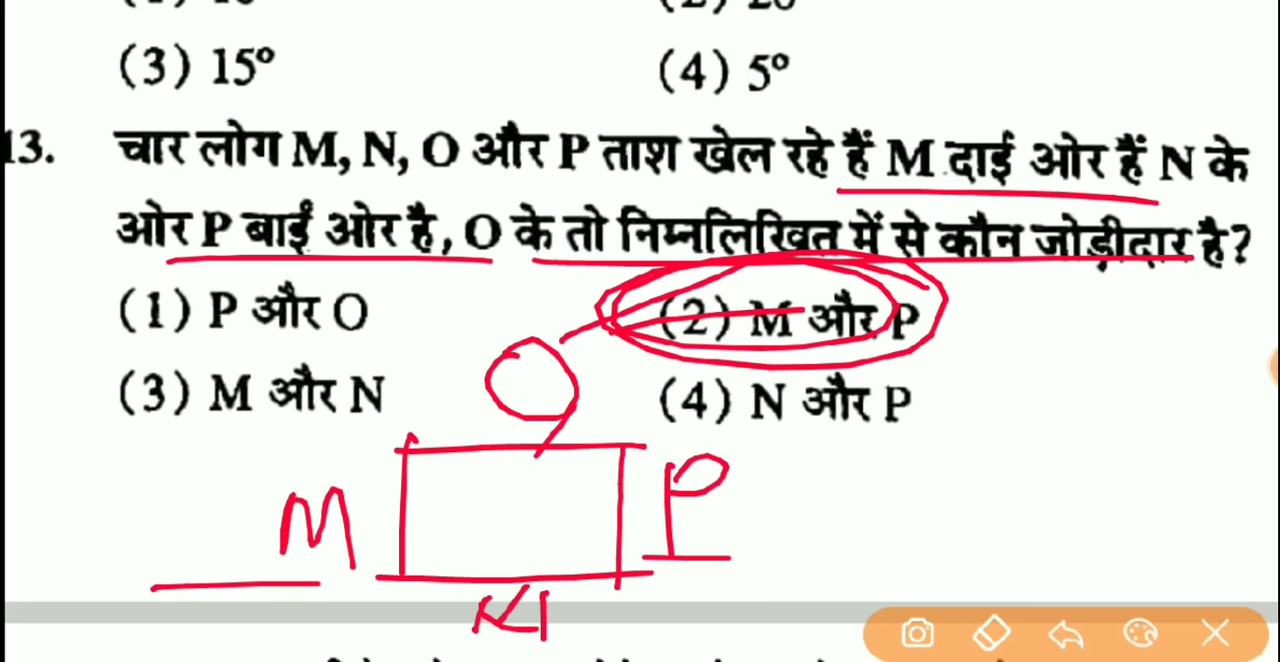 (3) 15° (4) 5°
13. चार लोग M, N, O और P ताश खेल रहे हैं M दाई ओर हैं N के
ओर P बाईं ओर है, O के तो निम्नलिखित में से कौन जोड़ीदार है?
(1) P और O (2) M और P
(3) M और N (4) N और P
O
M P
N